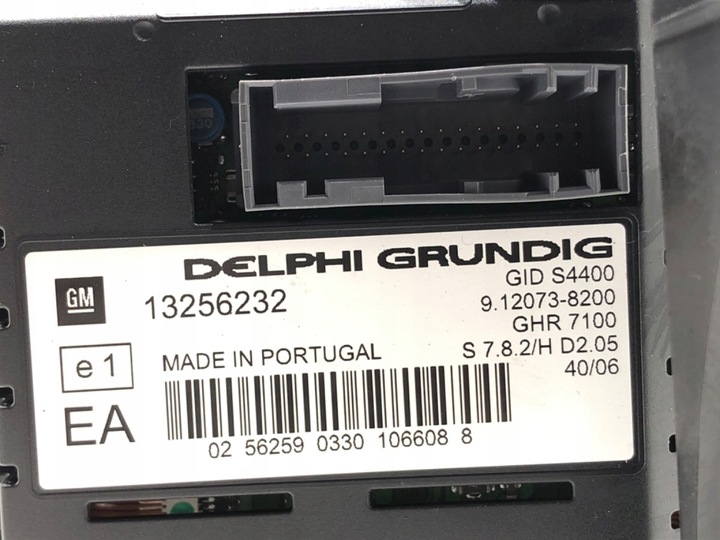 DELPHI GRUNDIG
GM
13256232
GID S4400
9.12073-8200
GHR 7100
e 1
MADE IN PORTUGAL
S 7.8.2/H D2.05
40/06
EA
02 56259 0330 106608 8